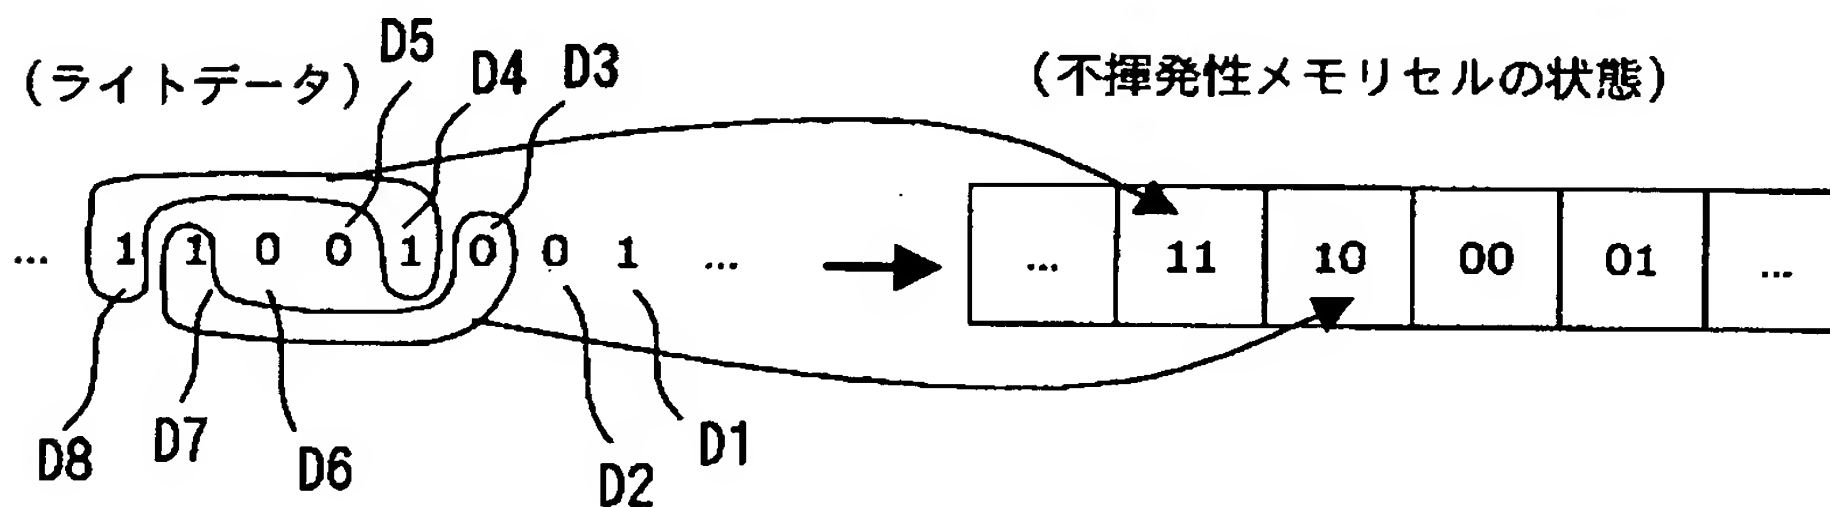 (ライトデータ)
D5
D4
D3
(不揮発性メモリセルの状態)
… 1 1 0 0 1 0 0 1 …
… 11 10 00 01 …
D8
D7
D6
D2
D1